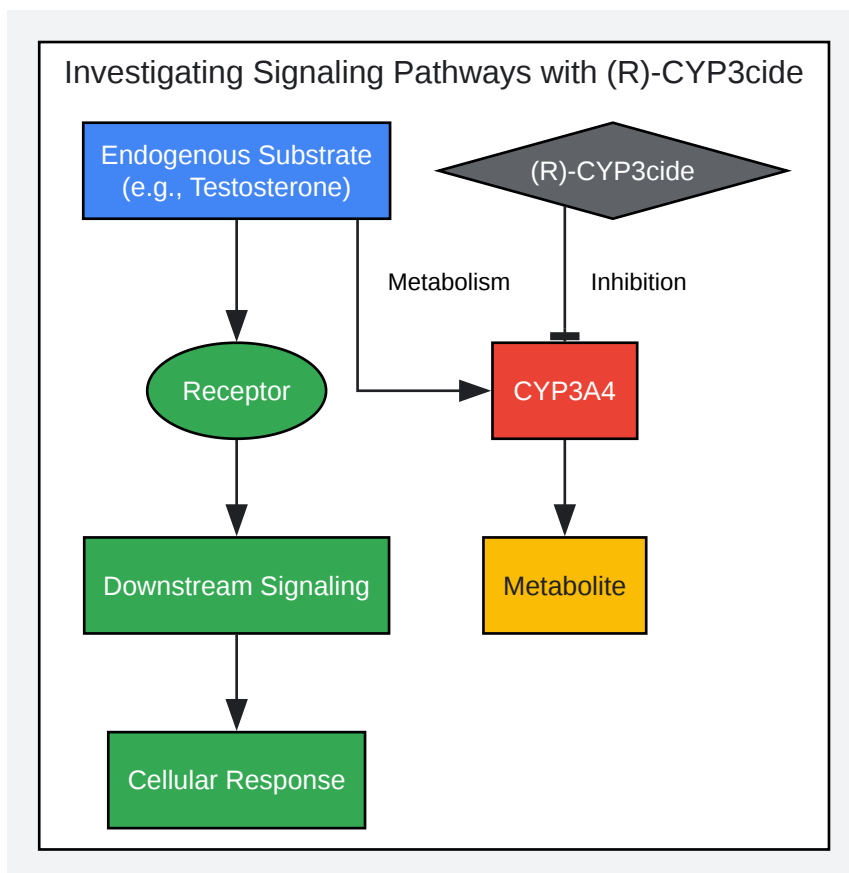 Investigating Signaling Pathways with (R)-CYP3cide
Endogenous Substrate
(e.g., Testosterone)
(R)-CYP3cide
Metabolism
Inhibition
Receptor
CYP3A4
Downstream Signaling
Metabolite
Cellular Response